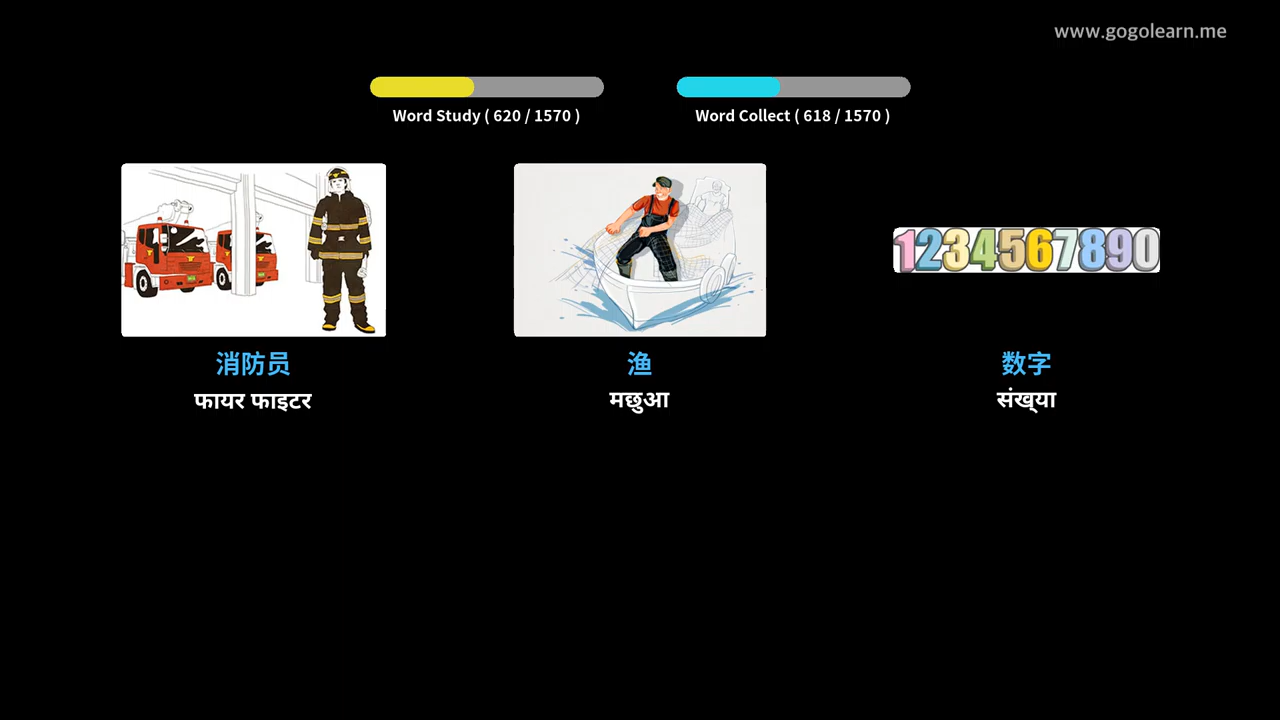 www.gogolearn.me
Word Study ( 620 / 1570 )
Word Collect ( 618 / 1570 )
1234567890
消防员
渔
数字
फायर फाइटर
मछुआ
संख्या